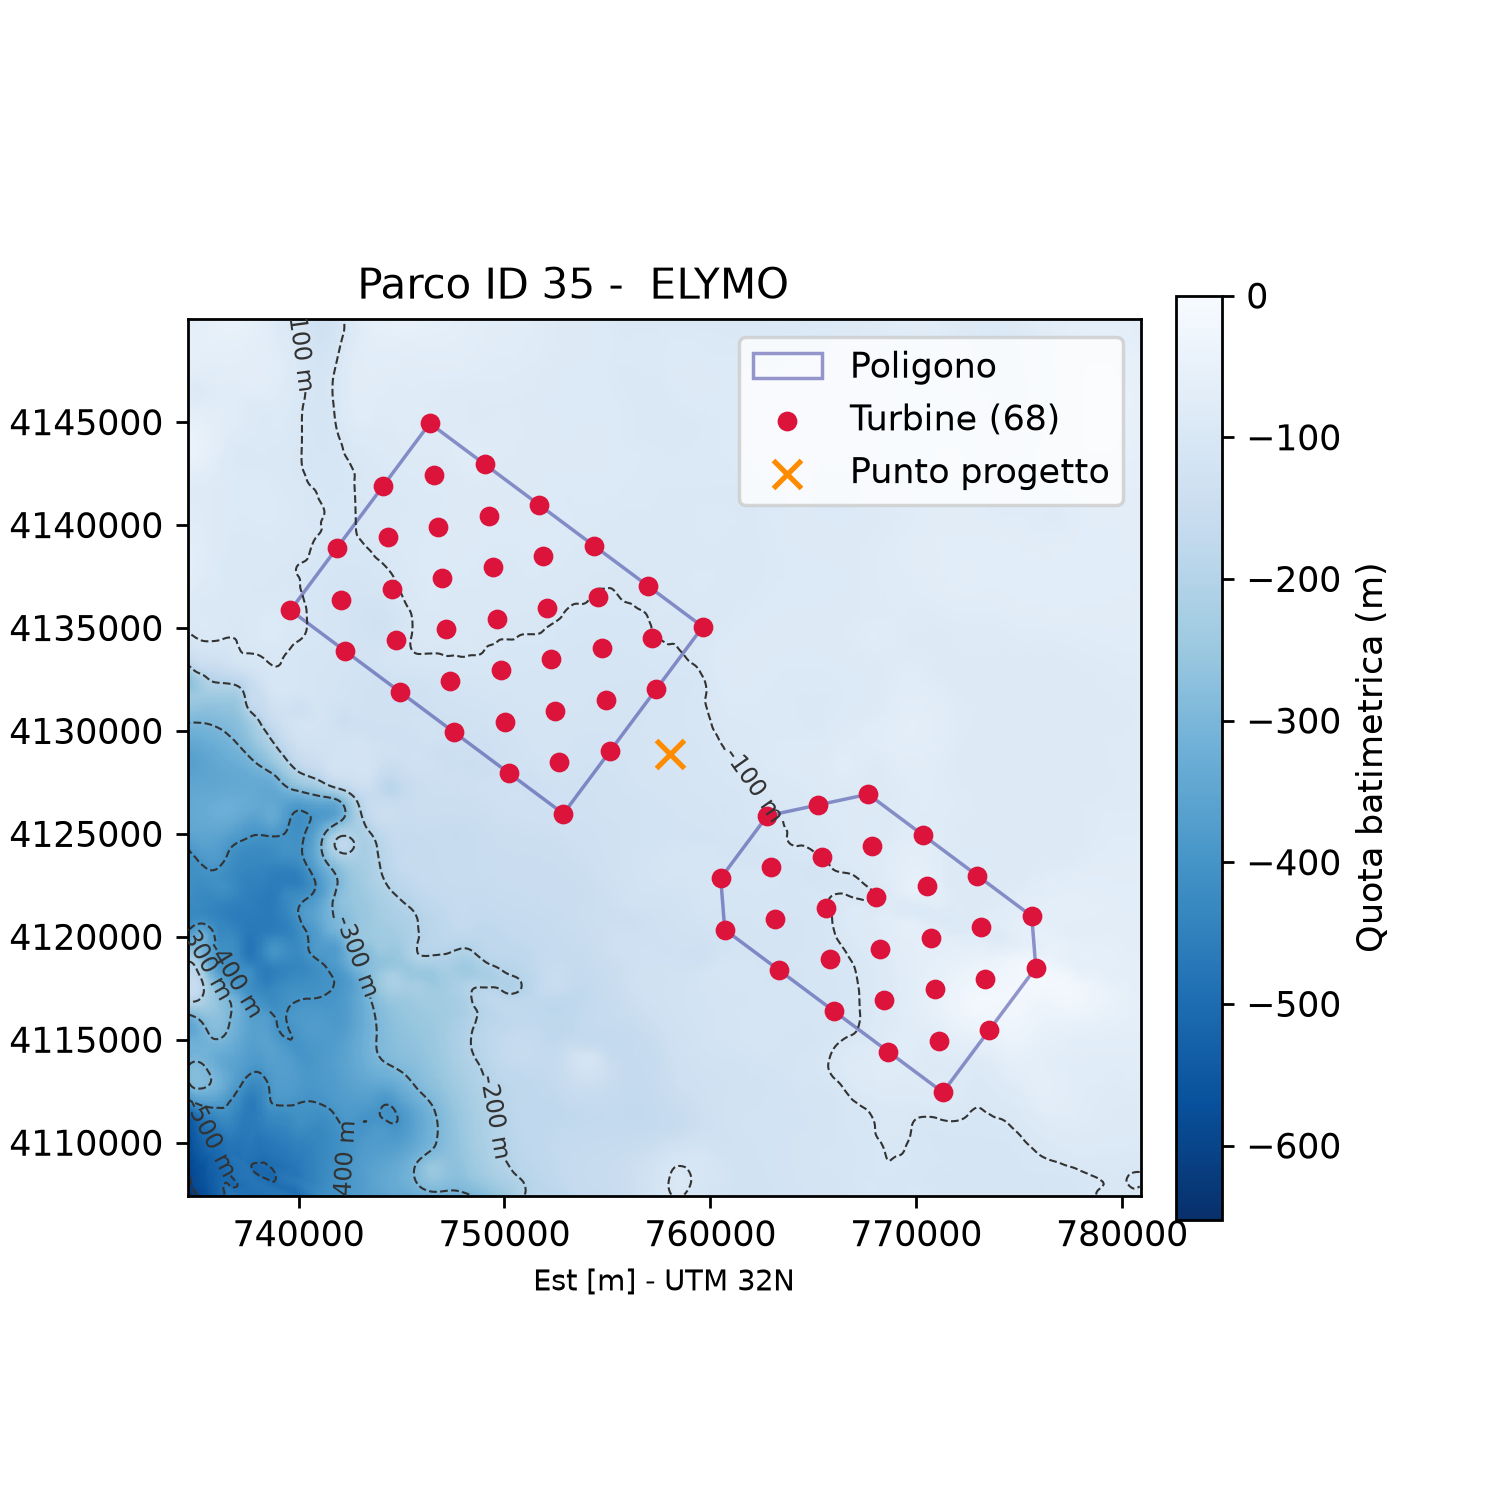 Parco ID 35 -  ELYMO
Poligono
Turbine (68)
Punto progetto
4145000
4140000
4135000
4130000
4125000
4120000
4115000
4110000
740000
750000
760000
770000
780000
Est [m] - UTM 32N
100 m
100 m
300 m
400 m
300 m
200 m
500 m
400 m
0
−100
−200
−300
−400
−500
−600
Quota batimetrica (m)